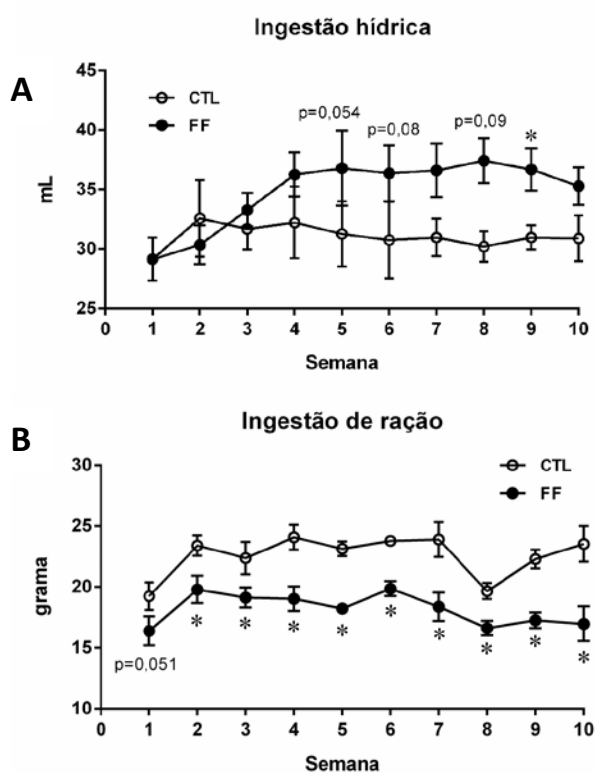 Ingestão hídrica
A
CTL
FF
p=0,054
p=0,08
p=0,09
*
mL
45
40
35
30
25
0 1 2 3 4 5 6 7 8 9 10
Semana
Ingestão de ração
B
CTL
FF
grama
30
25
20
15
10
* * * * * * * * *
p=0,051
0 1 2 3 4 5 6 7 8 9 10
Semana